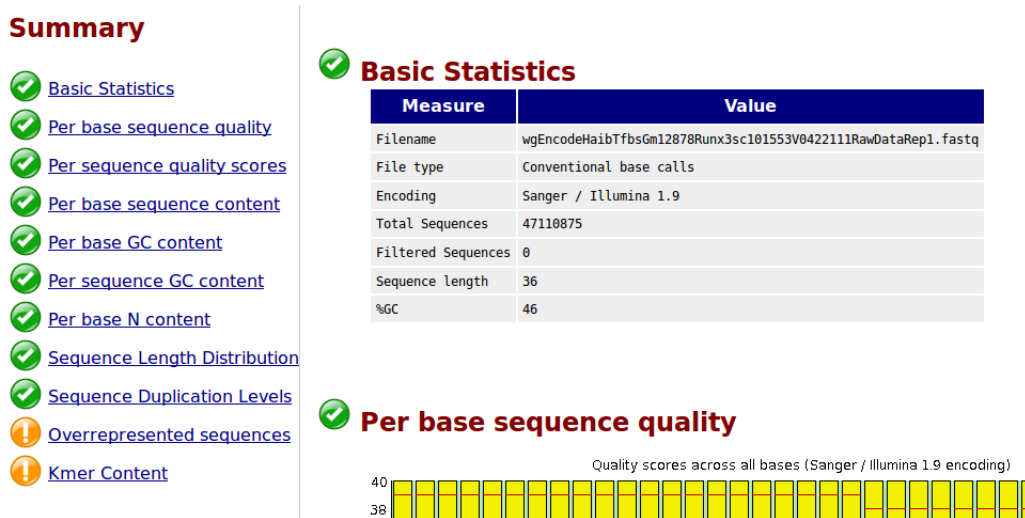 Summary
Basic Statistics
Per base sequence quality
Per sequence quality scores
Per base sequence content
Per base GC content
Per sequence GC content
Per base N content
Sequence Length Distribution
Sequence Duplication Levels
Overrepresented sequences
Kmer Content
Basic Statistics
Measure Value
Filename wgEncodeHaibTfbsGm12878Runx3sc101553V0422111RawDataRep1.fastq
File type Conventional base calls
Encoding Sanger / Illumina 1.9
Total Sequences 47110875
Filtered Sequences 0
Sequence length 36
%GC 46
Per base sequence quality
Quality scores across all bases (Sanger / Illumina 1.9 encoding)
40
38